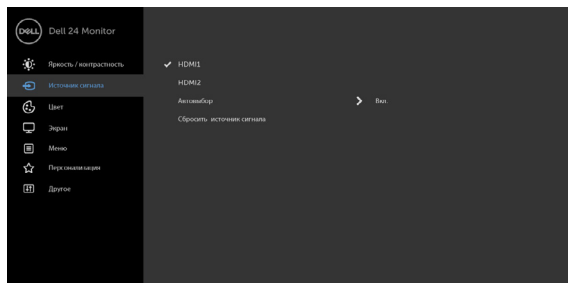 DELL Dell 24 Monitor
Яркость / контрастность
Источник сигнала
Цвет
Экран
Меню
Персонализация
Другое
HDMI1
HDMI2
Автовыбор Вкл.
Сбросить источник сигнала